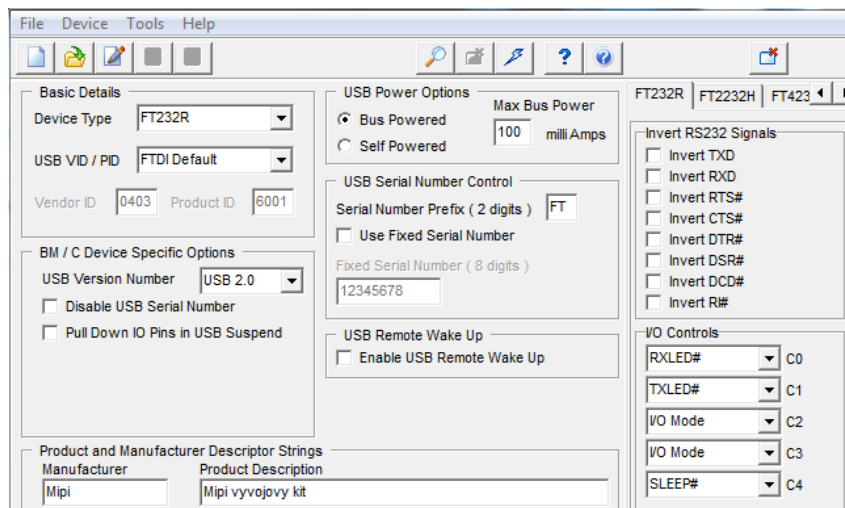 File Device Tools Help
Basic Details
Device Type FT232R
USB VID / PID FTDI Default
Vendor ID 0403 Product ID 6001
BM / C Device Specific Options
USB Version Number USB 2.0
Disable USB Serial Number
Pull Down IO Pins in USB Suspend
USB Power Options
Bus Powered
Self Powered
Max Bus Power
100 milli Amps
USB Serial Number Control
Serial Number Prefix ( 2 digits ) FT
Use Fixed Serial Number
Fixed Serial Number ( 8 digits )
12345678
USB Remote Wake Up
Enable USB Remote Wake Up
Product and Manufacturer Descriptor Strings
Manufacturer Product Description
Mipi Mipi vyvojovy kit
FT232R FT2232H FT423
Invert RS232 Signals
Invert TXD
Invert RXD
Invert RTS#
Invert CTS#
Invert DTR#
Invert DSR#
Invert DCD#
Invert RI#
I/O Controls
RXLED# C0
TXLED# C1
I/O Mode C2
I/O Mode C3
SLEEP# C4